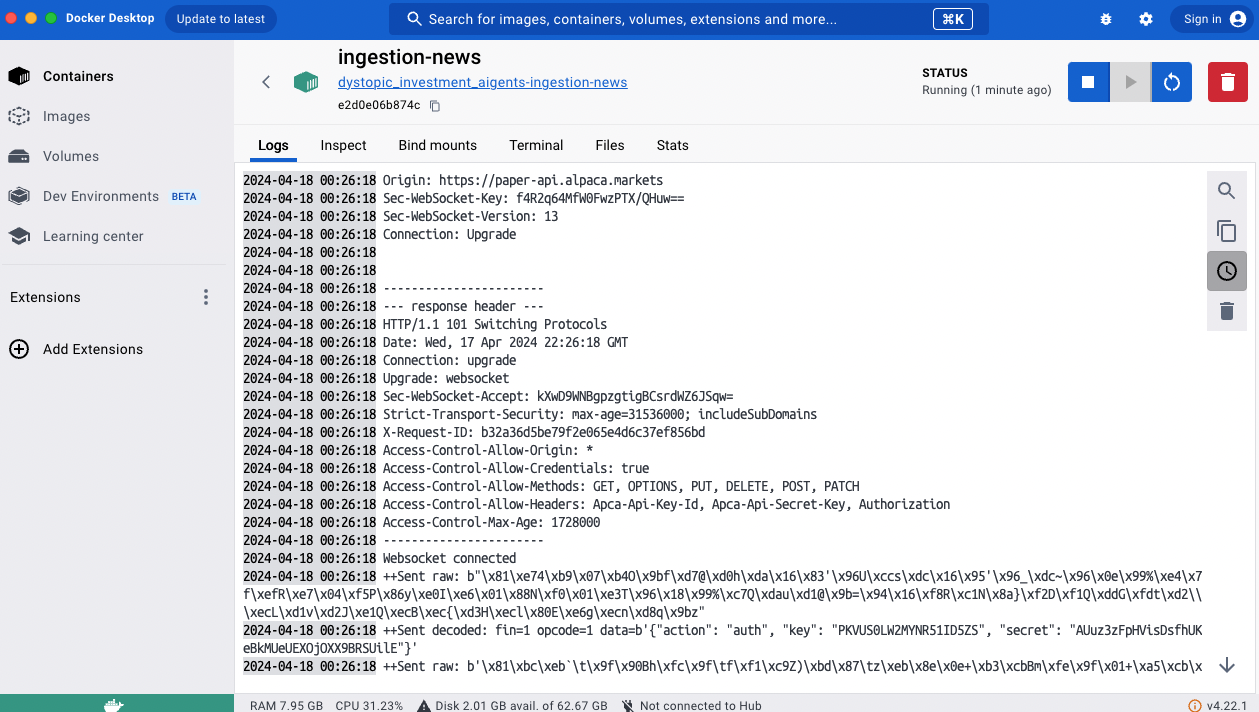 Docker Desktop
Update to latest
Search for images, containers, volumes, extensions and more...
⌘K
Sign in
Containers
Images
Volumes
Dev Environments BETA
Learning center
Extensions
Add Extensions
ingestion-news
dystopic_investment_aigents-ingestion-news
e2d0e06b874c
STATUS
Running (1 minute ago)
Logs Inspect Bind mounts Terminal Files Stats
2024-04-18 00:26:18 Origin: https://paper-api.alpaca.markets
2024-04-18 00:26:18 Sec-WebSocket-Key: f4R2q64MfW0FwzPTX/QHuw==
2024-04-18 00:26:18 Sec-WebSocket-Version: 13
2024-04-18 00:26:18 Connection: Upgrade
2024-04-18 00:26:18
2024-04-18 00:26:18
2024-04-18 00:26:18 -----------------------
2024-04-18 00:26:18 --- response header ---
2024-04-18 00:26:18 HTTP/1.1 101 Switching Protocols
2024-04-18 00:26:18 Date: Wed, 17 Apr 2024 22:26:18 GMT
2024-04-18 00:26:18 Connection: upgrade
2024-04-18 00:26:18 Upgrade: websocket
2024-04-18 00:26:18 Sec-WebSocket-Accept: kXwD9WNBgpzgtigBCsrdWZ6JSqw=
2024-04-18 00:26:18 Strict-Transport-Security: max-age=31536000; includeSubDomains
2024-04-18 00:26:18 X-Request-ID: b32a36d5be79f2e065e4d6c37ef856bd
2024-04-18 00:26:18 Access-Control-Allow-Origin: *
2024-04-18 00:26:18 Access-Control-Allow-Credentials: true
2024-04-18 00:26:18 Access-Control-Allow-Methods: GET, OPTIONS, PUT, DELETE, POST, PATCH
2024-04-18 00:26:18 Access-Control-Allow-Headers: Apca-Api-Key-Id, Apca-Api-Secret-Key, Authorization
2024-04-18 00:26:18 Access-Control-Max-Age: 1728000
2024-04-18 00:26:18 -----------------------
2024-04-18 00:26:18 Websocket connected
2024-04-18 00:26:18 ++Sent raw: b"\x81\xe74\xb9\x07\xb4O\x9bf\xd7@\xd0h\xda\x16\x83'\x96U\xccs\xdc\x16\x95'\x96_\xdc~\x96\x0e\x99%\xe4\x7
f\xefR\xe7\x04\xf5P\x86y\xe0I\xe6\x01\x88N\xf0\x01\xe3T\x96\x18\x99%\xc7Q\xdau\xd1@\x9b=\x94\x16\xf8R\xc1N\x8a}\xf2D\xf1Q\xddG\xfdt\xd2\\
\xecL\xd1v\xd2J\xe1Q\xecB\xec{\xd3H\xecl\x80E\xe6g\xecn\xd8q\x9bz"
2024-04-18 00:26:18 ++Sent decoded: fin=1 opcode=1 data=b'{"action": "auth", "key": "PKVUS0LW2MYNR51ID5ZS", "secret": "AUuz3zFpHVisDsfhUK
eBkMUeUEXOjOXX9BRSUilE"}'
2024-04-18 00:26:18 ++Sent raw: b'\x81\xbc\xeb`\t\x9f\x90Bh\xfc\x9f\tf\xf1\xc9Z)\xbd\x87\tz\xeb\x8e\x0e+\xb3\xcbBm\xfe\x9f\x01+\xa5\xcb\x
RAM 7.95 GB CPU 31.23% Disk 2.01 GB avail. of 62.67 GB Not connected to Hub
v4.22.1